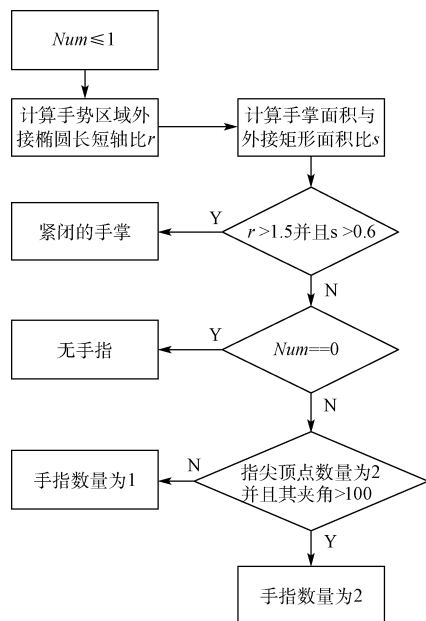 Num≤1
计算手势区域外
接椭圆长短轴比r
计算手掌面积与
外接矩形面积比s
Y
紧闭的手掌
r >1.5并且s >0.6
N
Y
无手指
Num==0
N
N
手指数量为1
指尖顶点数量为2
并且其夹角>100
Y
手指数量为2